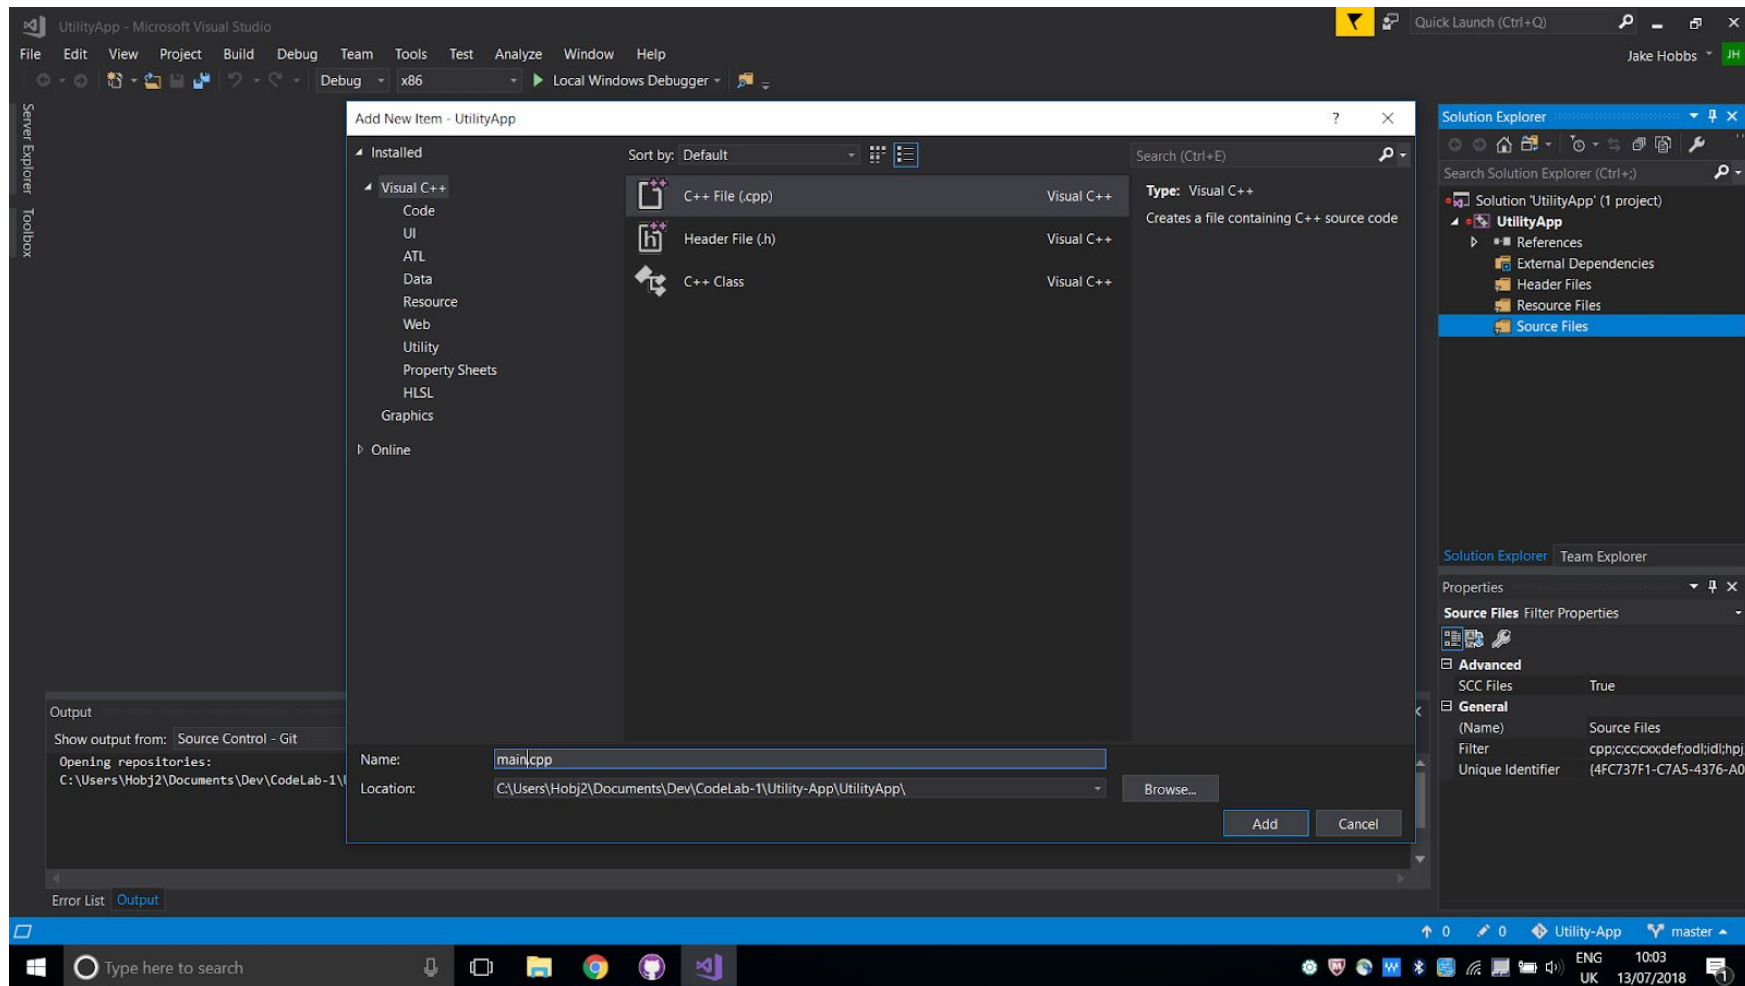 UtilityApp - Microsoft Visual Studio
Quick Launch (Ctrl+Q)
File Edit View Project Build Debug Team Tools Test Analyze Window Help
Jake Hobbs JH
Debug x86 Local Windows Debugger
Server Explorer
Toolbox
Add New Item - UtilityApp
?
Installed
Sort by: Default
Search (Ctrl+E)
Visual C++
Code
UI
ATL
Data
Resource
Web
Utility
Property Sheets
HLSL
Graphics
Online
C++ File (.cpp) Visual C++
Header File (.h) Visual C++
C++ Class Visual C++
Type: Visual C++
Creates a file containing C++ source code
Name: main.cpp
Location: C:\Users\Hobj2\Documents\Dev\CodeLab-1\Utility-App\UtilityApp\
Browse...
Add Cancel
Solution Explorer
Search Solution Explorer (Ctrl+;)
Solution 'UtilityApp' (1 project)
UtilityApp
References
External Dependencies
Header Files
Resource Files
Source Files
Solution Explorer Team Explorer
Properties
Source Files Filter Properties
Advanced
SCC Files True
General
(Name) Source Files
Filter cpp;c;cc;cxx;def;odl;idl;hpj
Unique Identifier {4FC737F1-C7A5-4376-A0
Output
Show output from: Source Control - Git
Opening repositories:
C:\Users\Hobj2\Documents\Dev\CodeLab-1\U
Error List Output
0 0 Utility-App master
Type here to search
ENG
UK
10:03
13/07/2018
1